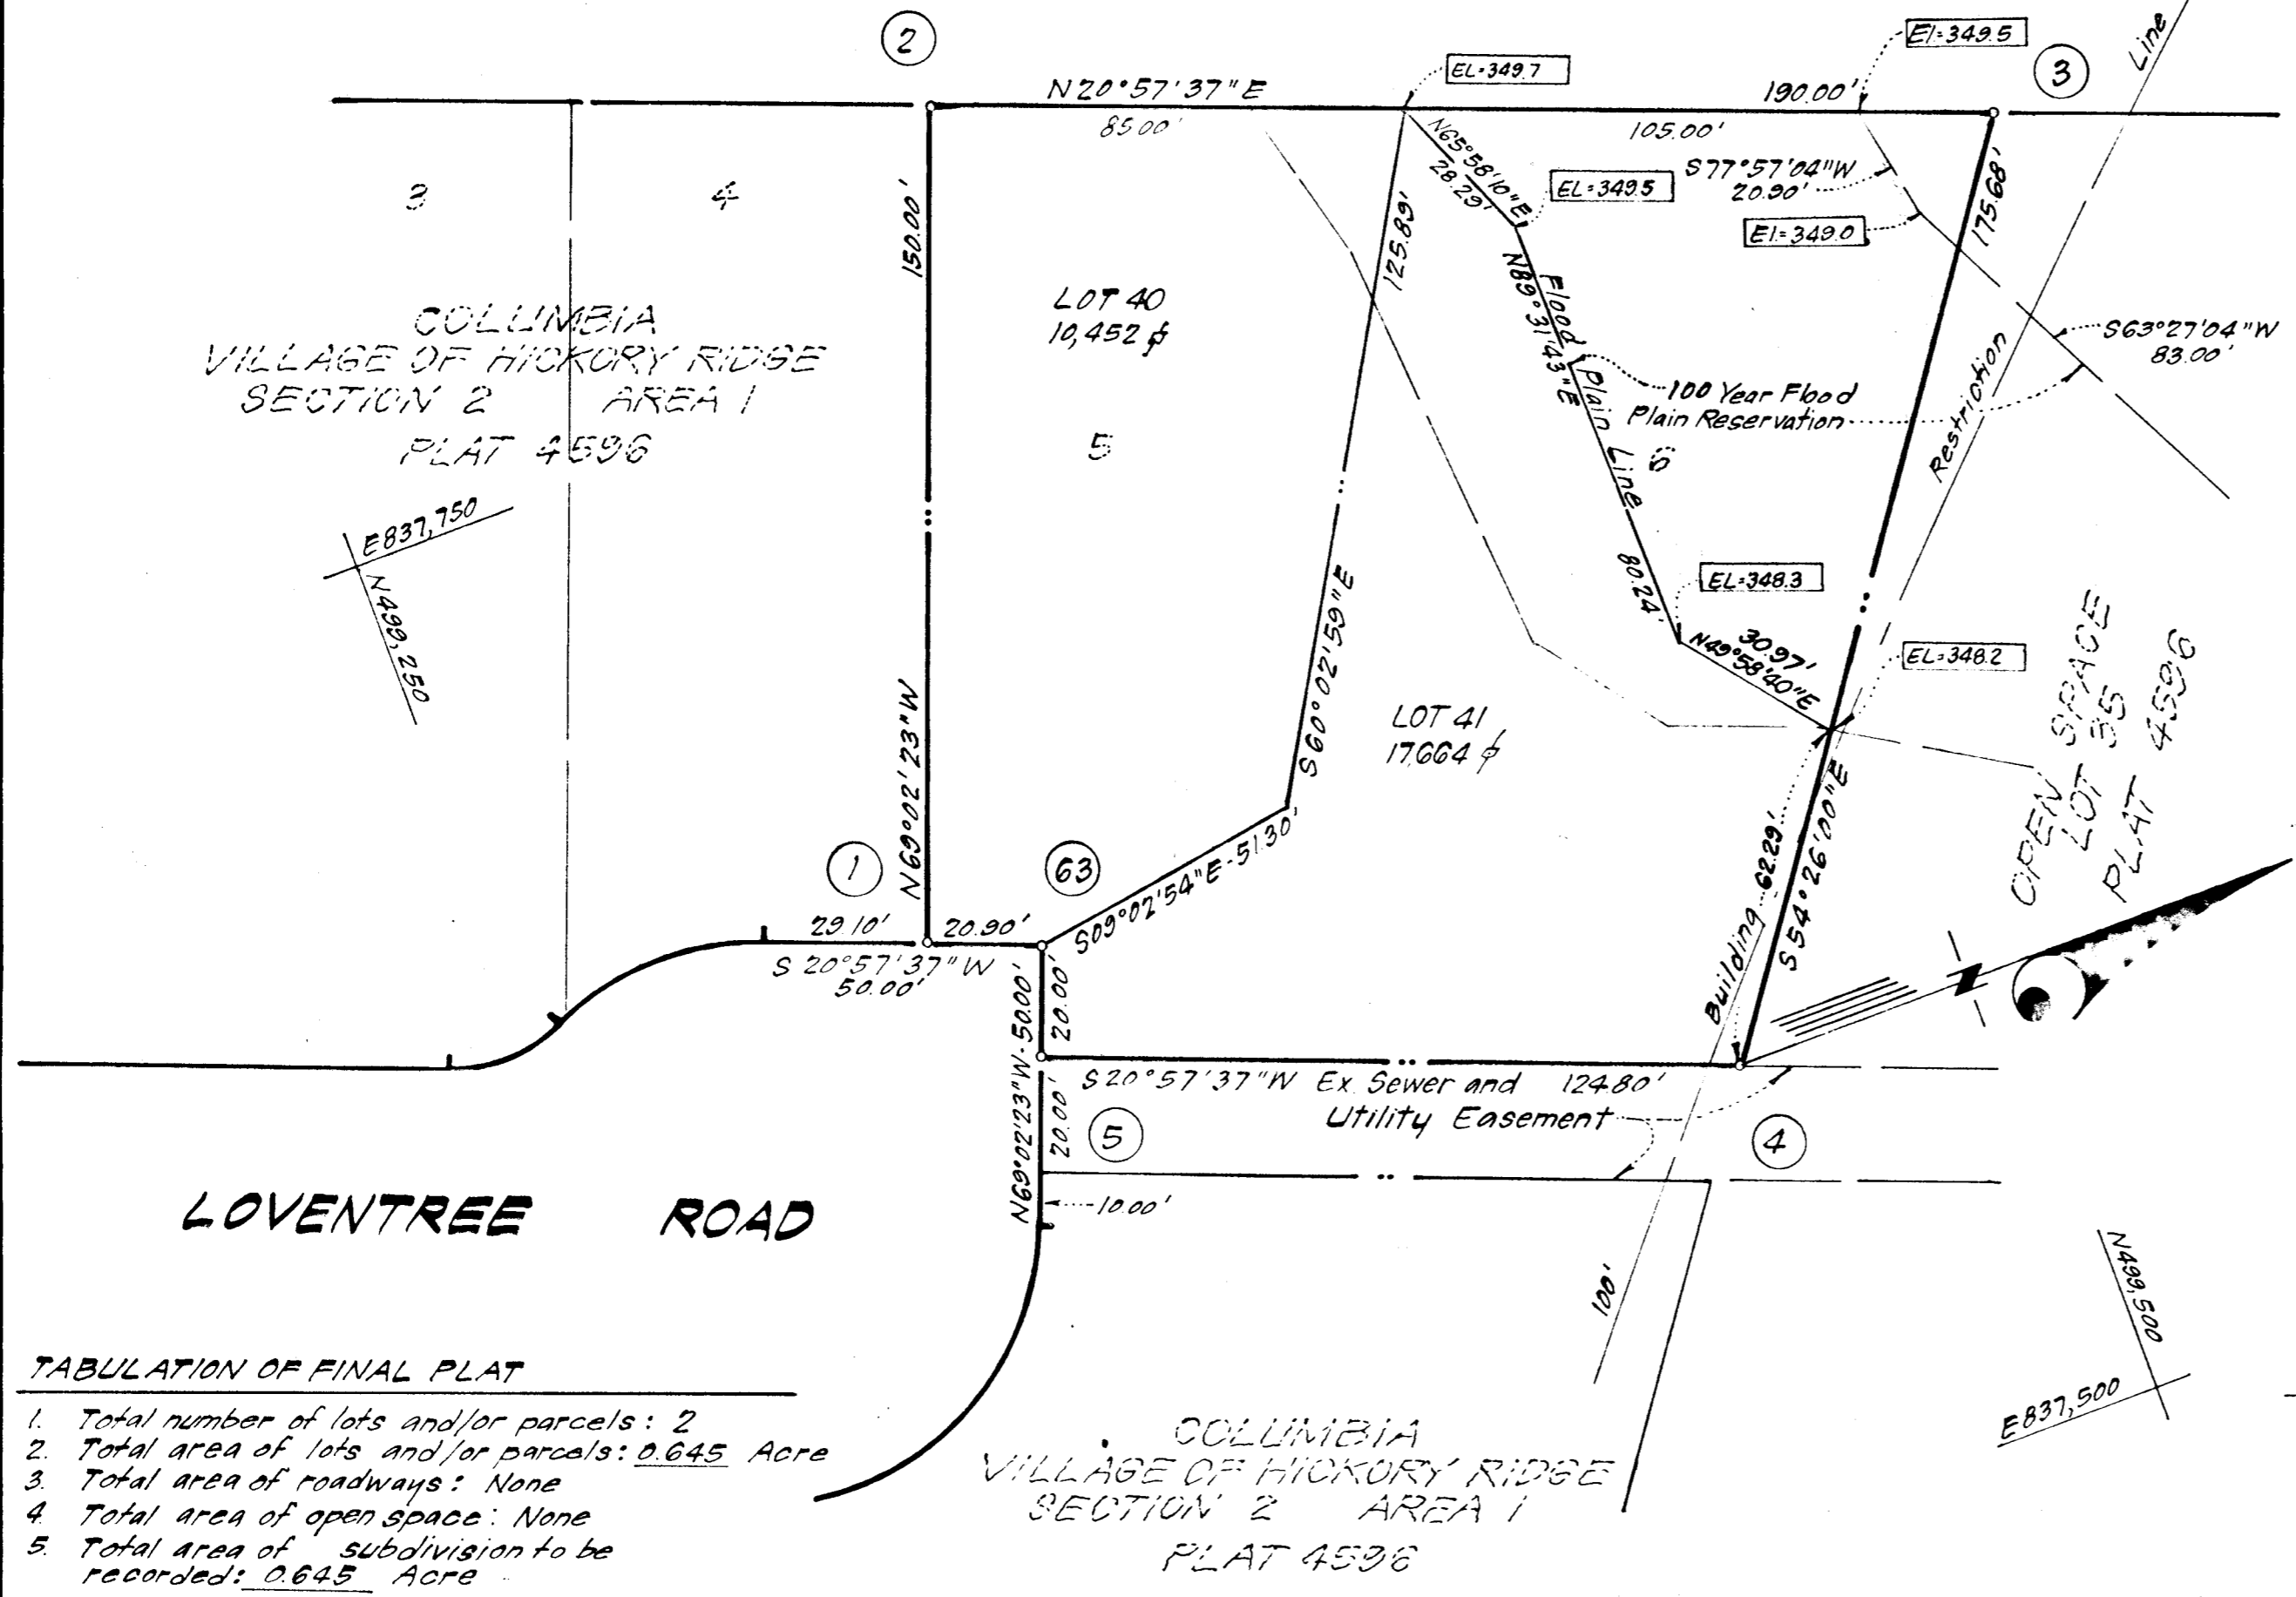 2
N 20°57'37" E
190.00'
85.00'
105.00'
EL=349.7
El=349.5
3
Line
3
4
150.00'
N69°02'23"W
COLUMBIA
VILLAGE OF HICKORY RIDGE
SECTION 2 AREA 1
PLAT 4596
E837,750
N499,250
LOT 40
10,452
5
125.89'
S60°02'59"E
N65°58'10"E
28.29'
EL=349.5
S77°57'04"W
20.90'
El=349.0
175.68'
S63°27'04"W
83.00'
N89°31'43"E
80.24'
Flood Plain Line
100 Year Flood
Plain Reservation
6
Restriction
EL=348.3
30.97'
N49°58'40"E
EL=348.2
LOT 41
17,664
OPEN SPACE
LOT 35
PLAT 4596
62.29'
Building
S54°26'00"E
1
63
29.10'
20.90'
S 20°57'37"W
50.00'
S09°02'54"E-51.30'
N69°02'23"W-50.00'
20.00'
20.00'
10.00'
S20°57'37"W Ex. Sewer and 124.80'
Utility Easement
5
4
N
LOVENTREE ROAD
100'
N499,500
E837,500
TABULATION OF FINAL PLAT
1. Total number of lots and/or parcels: 2
2. Total area of lots and/or parcels: 0.645 Acre
3. Total area of roadways: None
4. Total area of open space: None
5. Total area of subdivision to be
recorded: 0.645 Acre
COLUMBIA
VILLAGE OF HICKORY RIDGE
SECTION 2 AREA 1
PLAT 4596